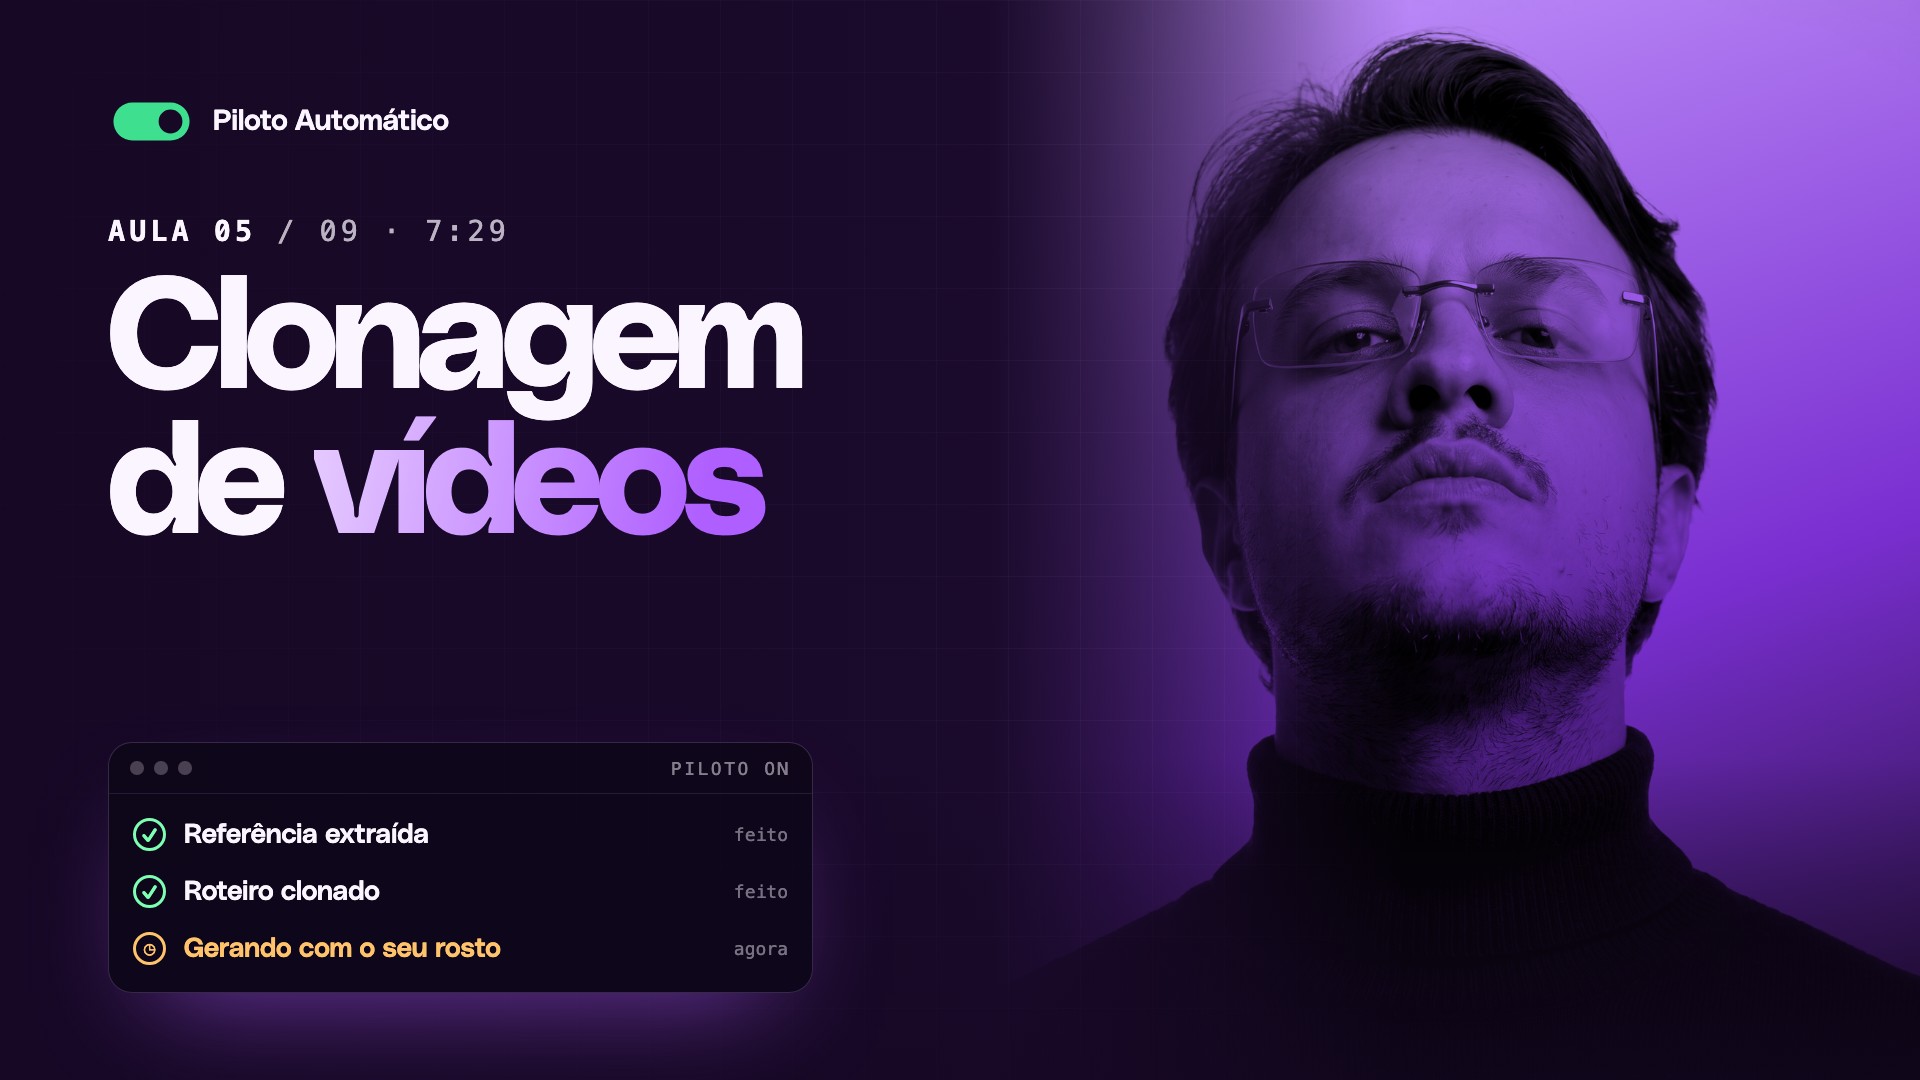 Piloto Automático
AULA 05 / 09 · 7:29
Clonagem
de vídeos
PILOTO ON
Referência extraída feito
Roteiro clonado feito
Gerando com o seu rosto agora